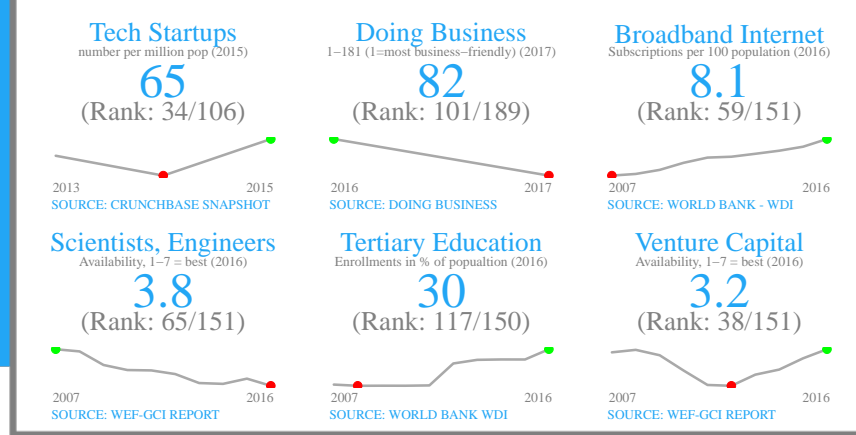 Tech Startups
number per million pop (2015)
65
(Rank: 34/106)
2013 2015
SOURCE: CRUNCHBASE SNAPSHOT
Doing Business
1−181 (1=most business−friendly) (2017)
82
(Rank: 101/189)
2016 2017
SOURCE: DOING BUSINESS
Broadband Internet
Subscriptions per 100 population (2016)
8.1
(Rank: 59/151)
2007 2016
SOURCE: WORLD BANK - WDI
Scientists, Engineers
Availability, 1−7 = best (2016)
3.8
(Rank: 65/151)
2007 2016
SOURCE: WEF-GCI REPORT
Tertiary Education
Enrollments in % of popualtion (2016)
30
(Rank: 117/150)
2007 2016
SOURCE: WORLD BANK WDI
Venture Capital
Availability, 1−7 = best (2016)
3.2
(Rank: 38/151)
2007 2016
SOURCE: WEF-GCI REPORT